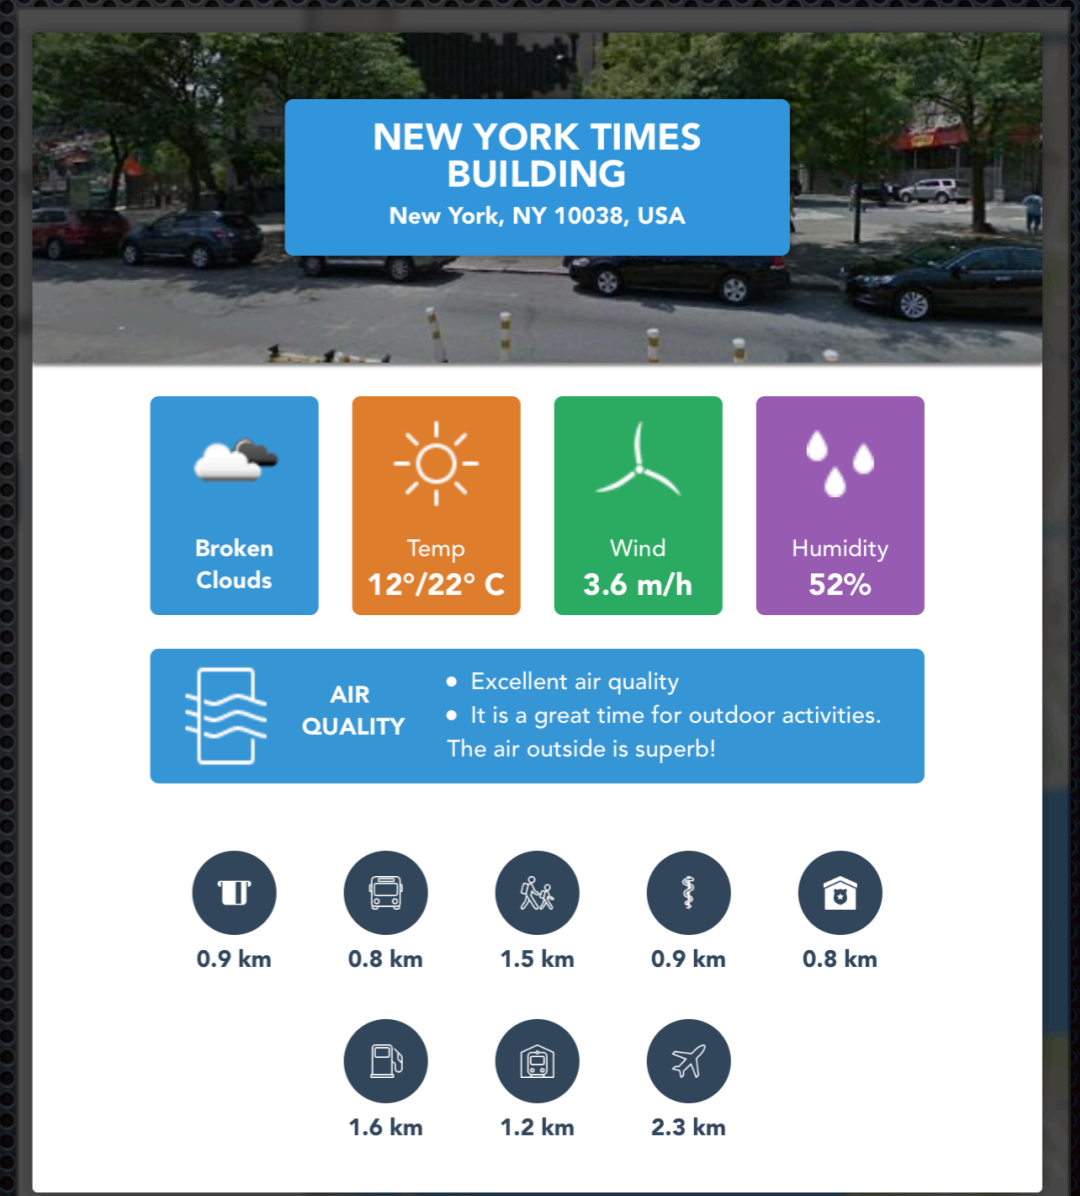 NEW YORK TIMES
BUILDING
New York, NY 10038, USA
Broken
Clouds
Temp
12°/22° C
Wind
3.6 m/h
Humidity
52%
AIR
QUALITY
• Excellent air quality
• It is a great time for outdoor activities.
The air outside is superb!
0.9 km
0.8 km
1.5 km
0.9 km
0.8 km
1.6 km
1.2 km
2.3 km